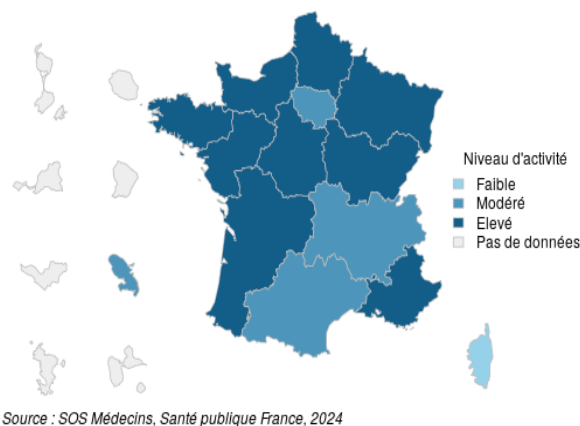 Niveau d'activité
Faible
Modéré
Elevé
Pas de données
Source : SOS Médecins, Santé publique France, 2024